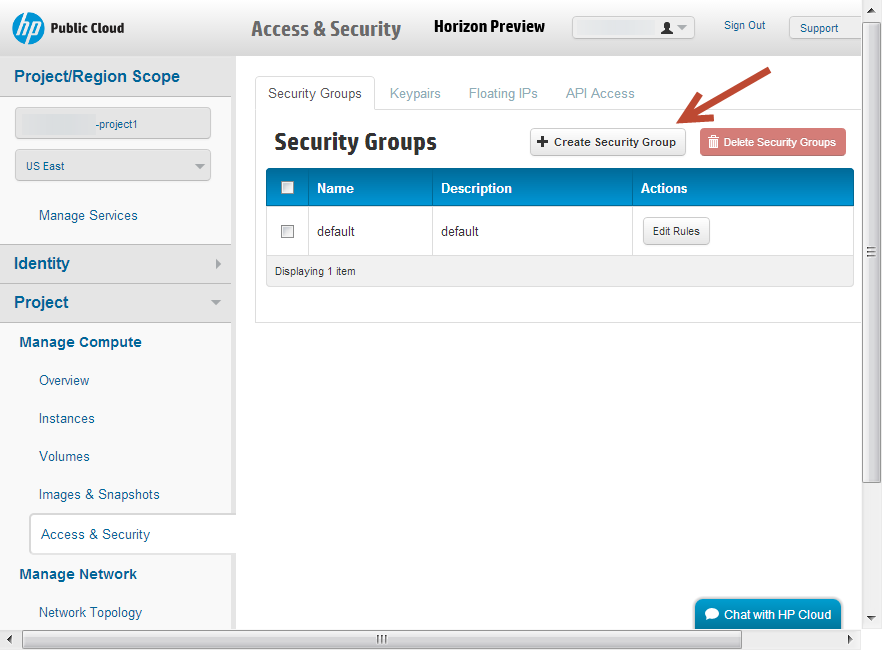 hp Public Cloud
Access & Security
Horizon Preview
Sign Out
Support
Project/Region Scope
-project1
US East
Manage Services
Identity
Project
Manage Compute
Overview
Instances
Volumes
Images & Snapshots
Access & Security
Manage Network
Network Topology
Security Groups Keypairs Floating IPs API Access
Security Groups
Create Security Group
Delete Security Groups
Name Description Actions
default default Edit Rules
Displaying 1 item
Chat with HP Cloud